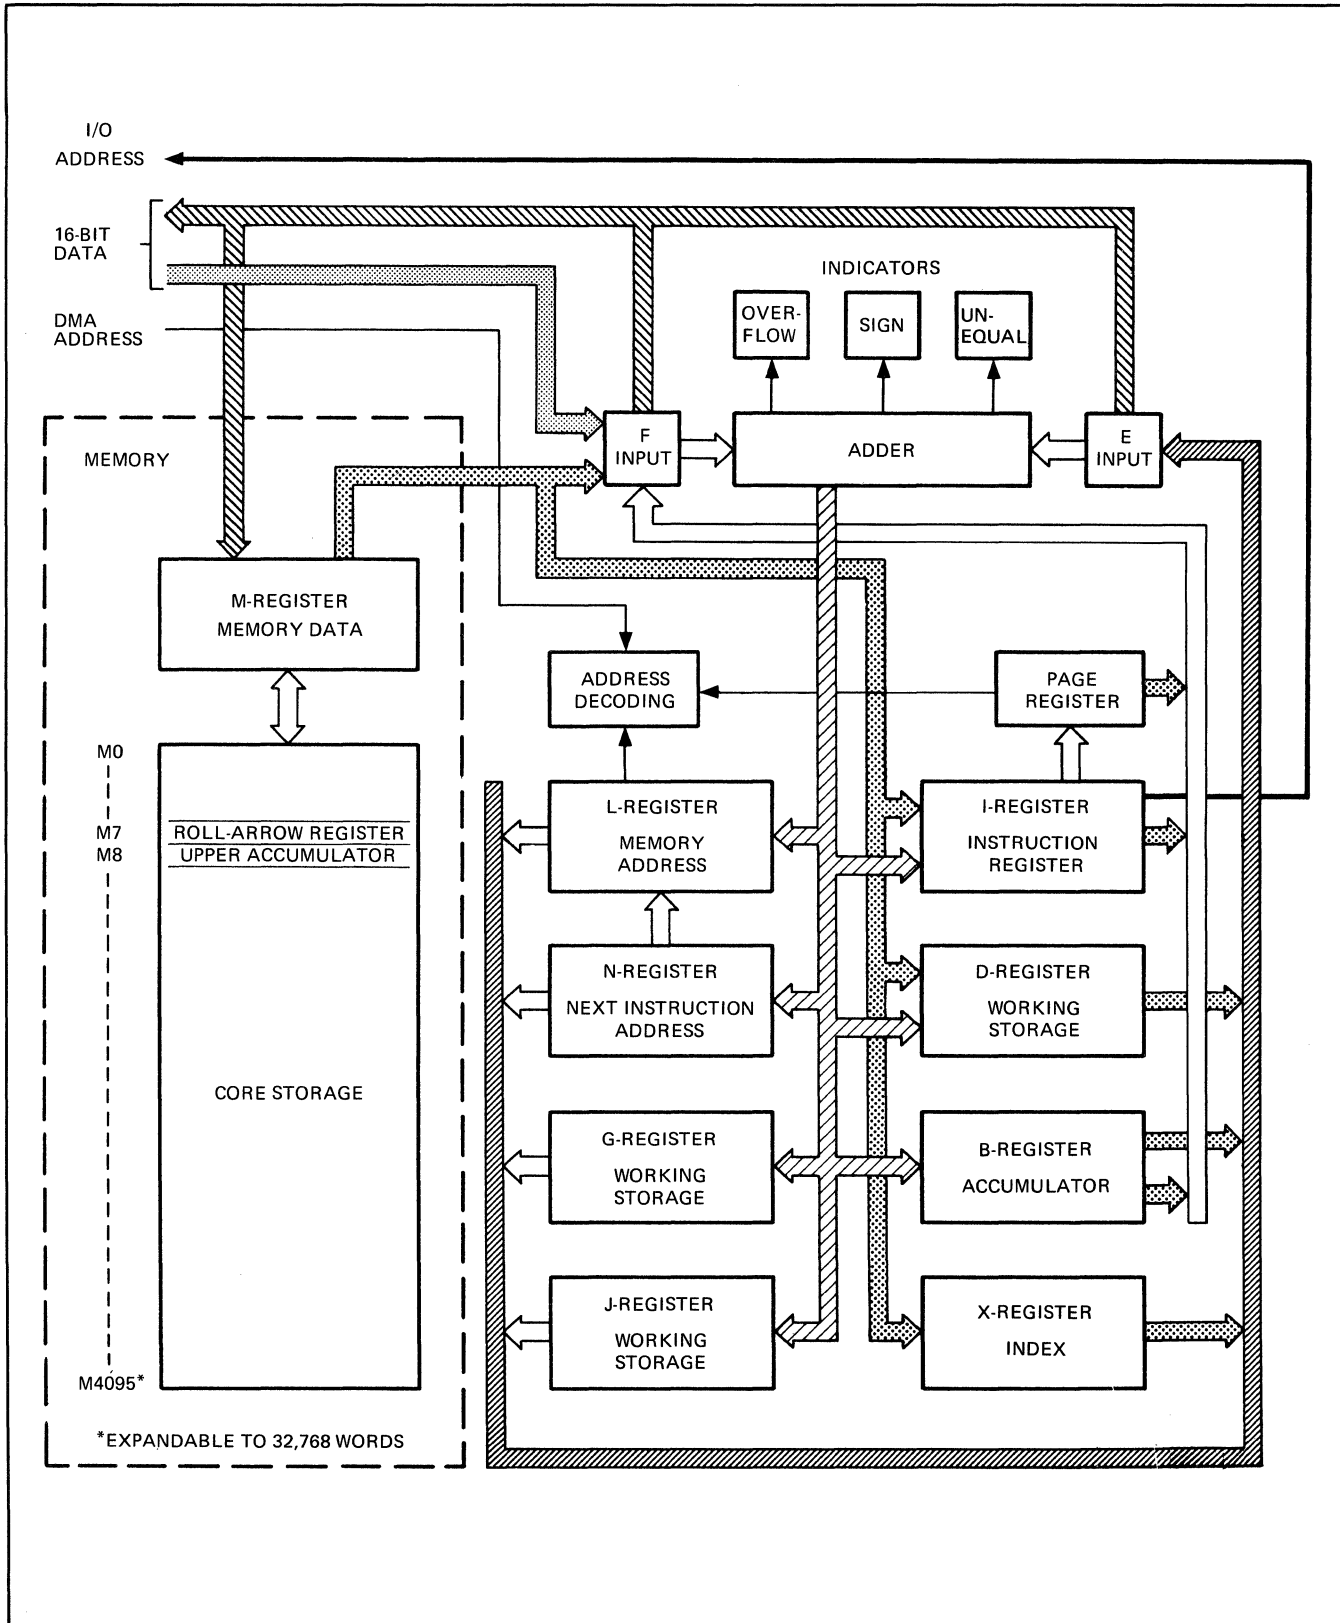 I/O
ADDRESS
16-BIT
DATA
DMA
ADDRESS
INDICATORS
OVER-
FLOW
SIGN
UN-
EQUAL
F
INPUT
ADDER
E
INPUT
MEMORY
M-REGISTER
MEMORY DATA
ADDRESS
DECODING
PAGE
REGISTER
M0
M7
M8
M4095*
ROLL-ARROW REGISTER
UPPER ACCUMULATOR
CORE STORAGE
*EXPANDABLE TO 32,768 WORDS
L-REGISTER
MEMORY
ADDRESS
I-REGISTER
INSTRUCTION
REGISTER
N-REGISTER
NEXT INSTRUCTION
ADDRESS
D-REGISTER
WORKING
STORAGE
G-REGISTER
WORKING
STORAGE
B-REGISTER
ACCUMULATOR
J-REGISTER
WORKING
STORAGE
X-REGISTER
INDEX